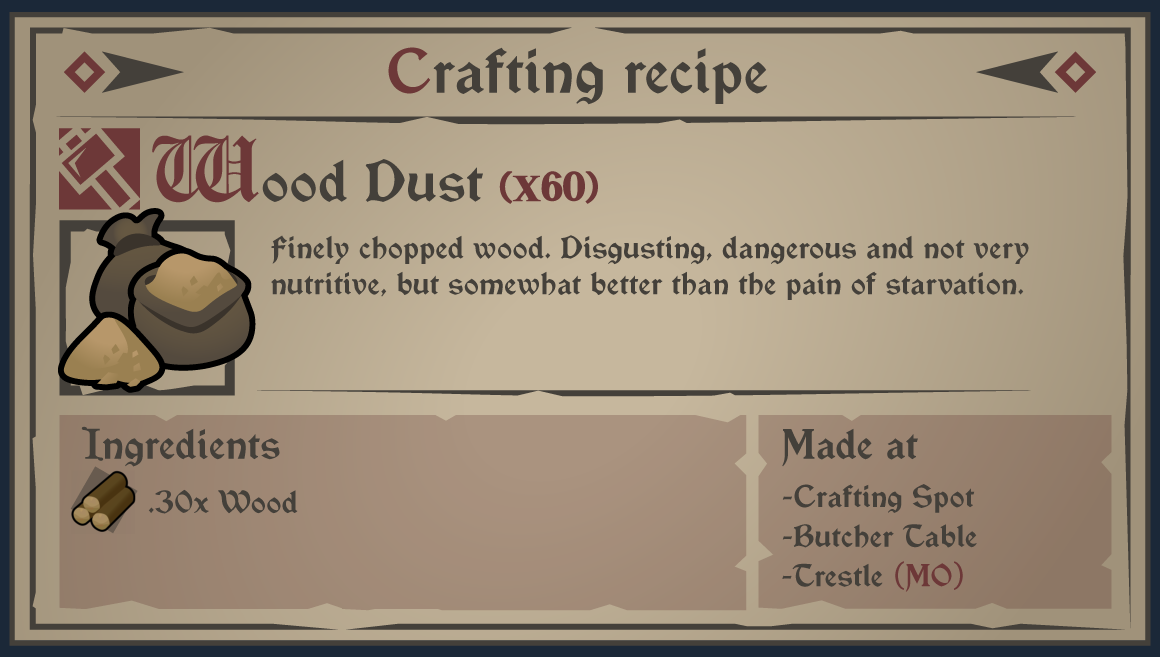 Crafting recipe
Wood Dust (X60)
Finely chopped wood. Disgusting, dangerous and not very
nutritive, but somewhat better than the pain of starvation.
Ingredients
.30x Wood
Made at
-Crafting Spot
-Butcher Table
-Trestle (MO)